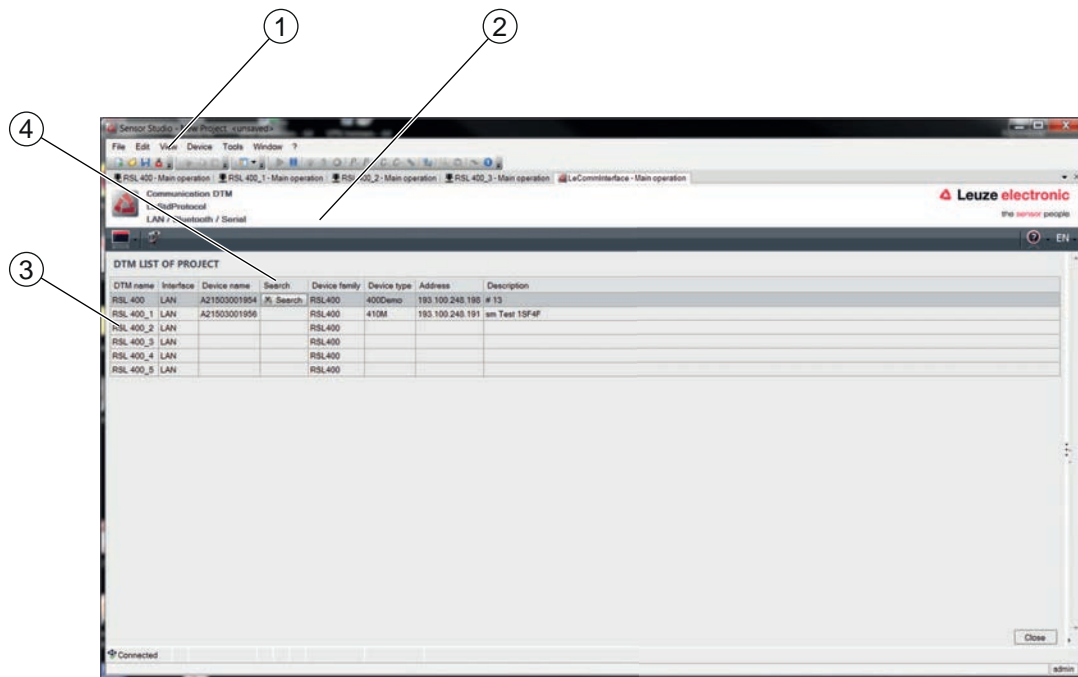 1
2
4
3
Sensor Studio - New Project <unsaved>
File Edit View Device Tools Window ?
RSL 400 - Main operation RSL 400_1 - Main operation RSL 400_2 - Main operation RSL 400_3 - Main operation LeCommInterface - Main operation
Communication DTM
LAN / Bluetooth / Serial
Leuze electronic
the sensor people
EN
DTM LIST OF PROJECT
DTM name Interface Device name Search Device family Device type Address Description
RSL 400 LAN A21503001954 Search RSL400 400Demo 193.100.248.198 # 13
RSL 400_1 LAN A21503001956 RSL400 410M 193.100.248.191 sm Test 1SF4F
RSL 400_2 LAN RSL400
RSL 400_3 LAN RSL400
RSL 400_4 LAN RSL400
RSL 400_5 LAN RSL400
Close
Connected
admin